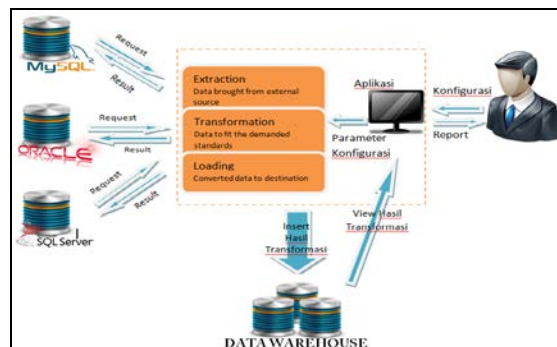 Request
Result
MySQL
Request
Result
ORACLE
Request
Result
SQL Server
Extraction
Data brought from external
source
Transformation
Data to fit the demanded
standards
Loading
Converted data to destination
Aplikasi
Parameter
Konfigurasi
Konfigurasi
Report
Insert
Hasil
Transformasi
View Hasil
Transformasi
DATA WAREHOUSE